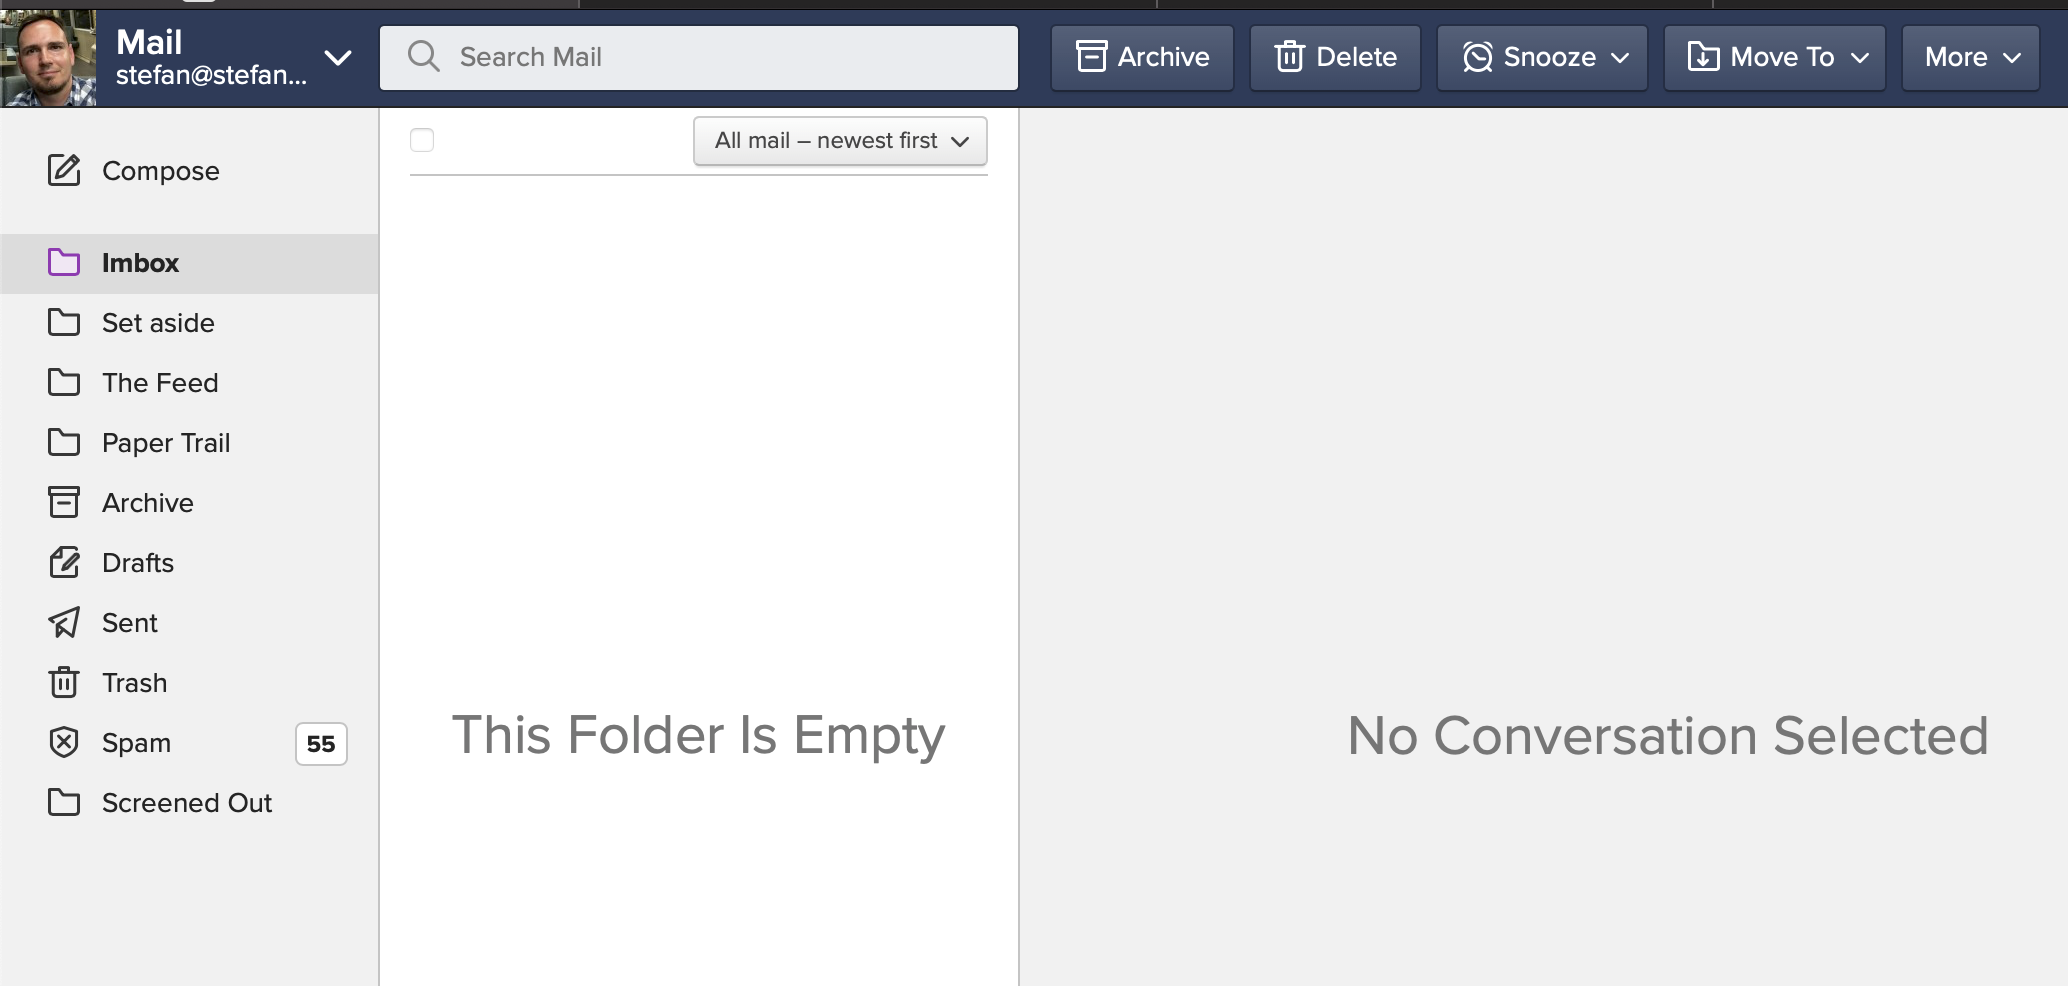 Mail
stefan@stefan...
Search Mail
Archive
Delete
Snooze
Move To
More
Compose
Imbox
Set aside
The Feed
Paper Trail
Archive
Drafts
Sent
Trash
Spam 55
Screened Out
All mail – newest first
This Folder Is Empty
No Conversation Selected